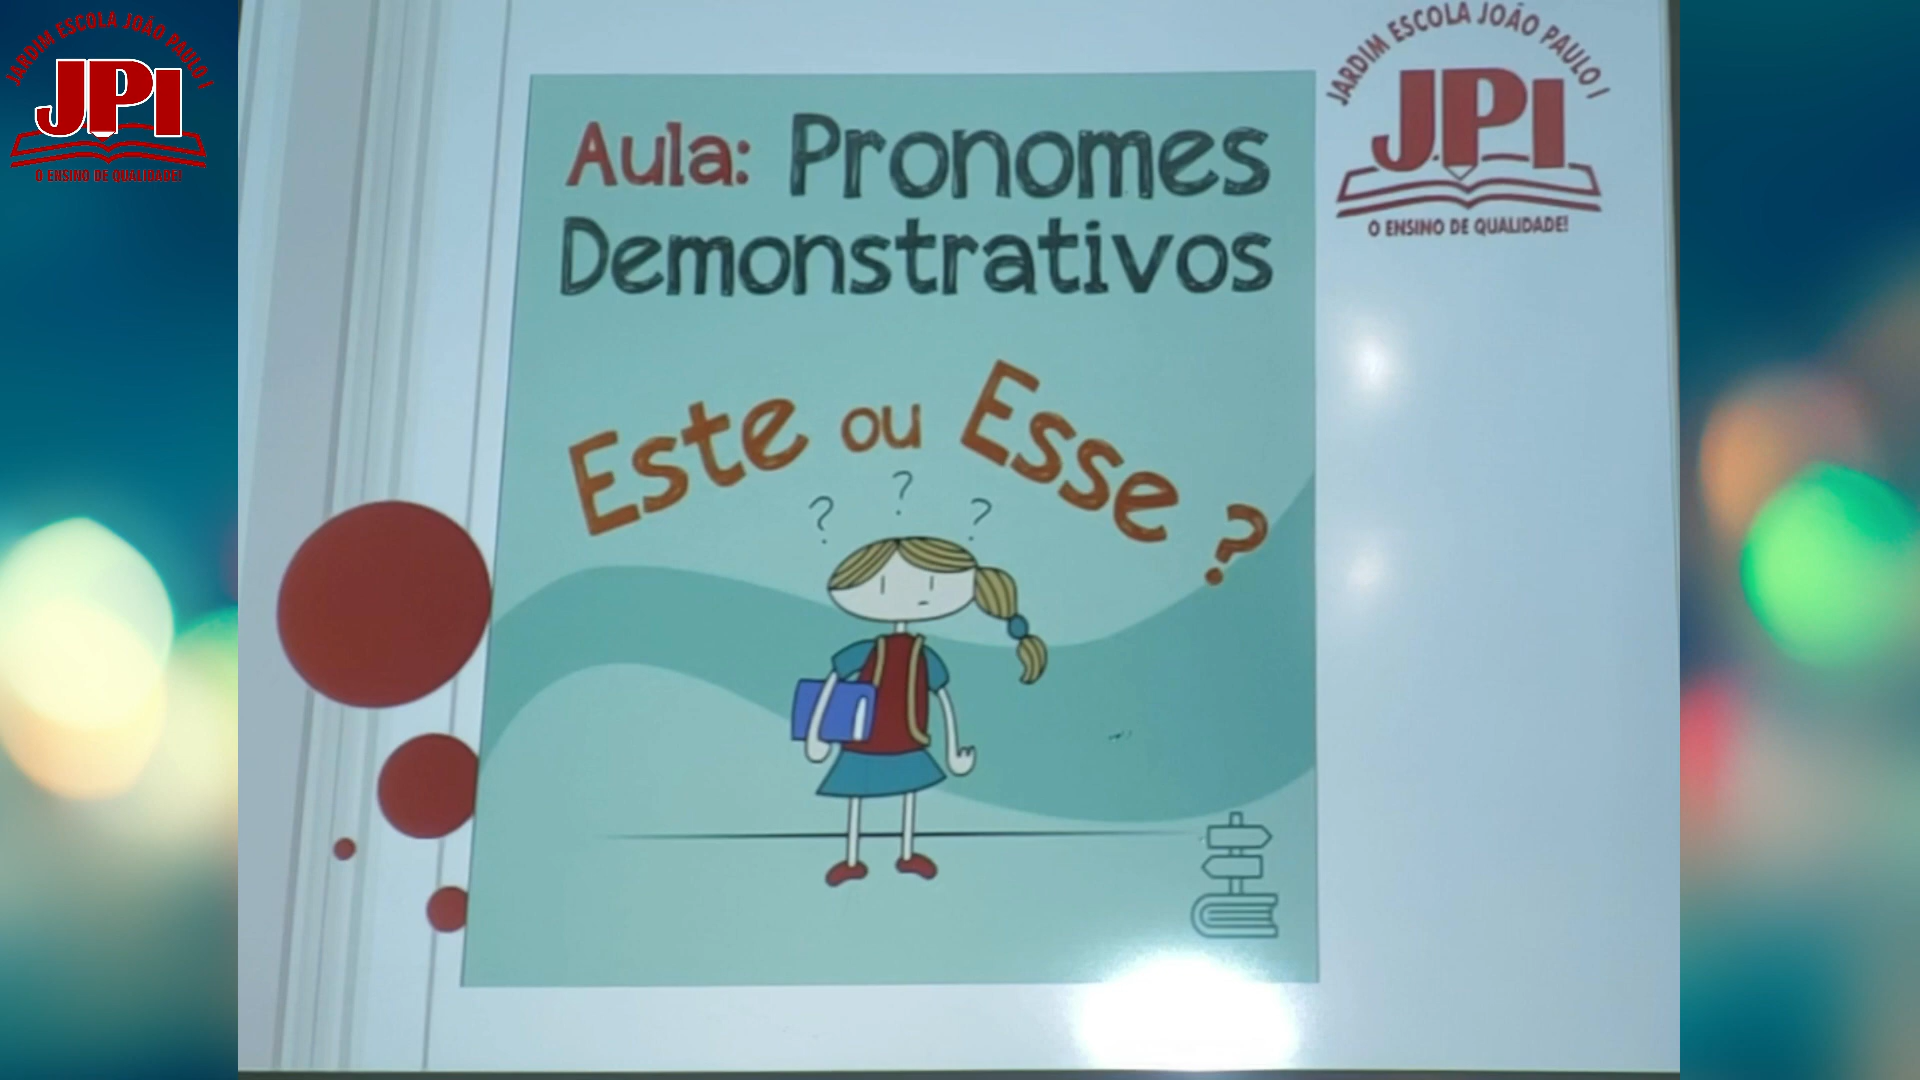 JARDIM ESCOLA JOÃO PAULO I
JPI
O ENSINO DE QUALIDADE!
JARDIM ESCOLA JOÃO PAULO I
JPI
O ENSINO DE QUALIDADE!
Aula: Pronomes
Demonstrativos
Este ou Esse?
? ? ?